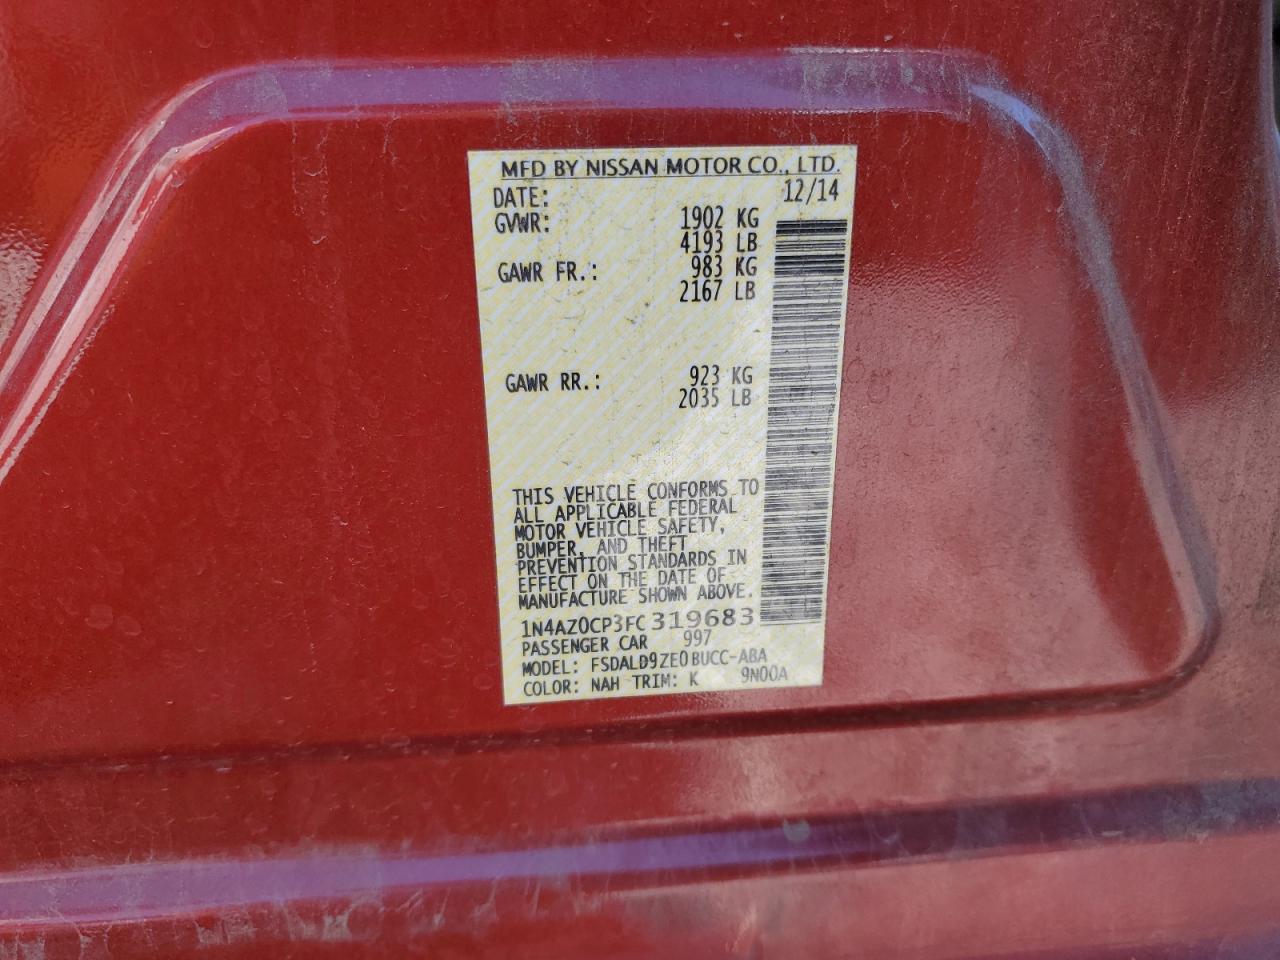 MFD BY NISSAN MOTOR CO., LTD.
DATE: 12/14
GVWR: 1902 KG
4193 LB
GAWR FR.: 983 KG
2167 LB
GAWR RR.: 923 KG
2035 LB
THIS VEHICLE CONFORMS TO
ALL APPLICABLE FEDERAL
MOTOR VEHICLE SAFETY,
BUMPER, AND THEFT
PREVENTION STANDARDS IN
EFFECT ON THE DATE OF
MANUFACTURE SHOWN ABOVE.
1N4AZ0CP3FC319683
PASSENGER CAR 997
MODEL: FSDALD9ZE0BUCC-ABA
COLOR: NAH TRIM: K 9N00A